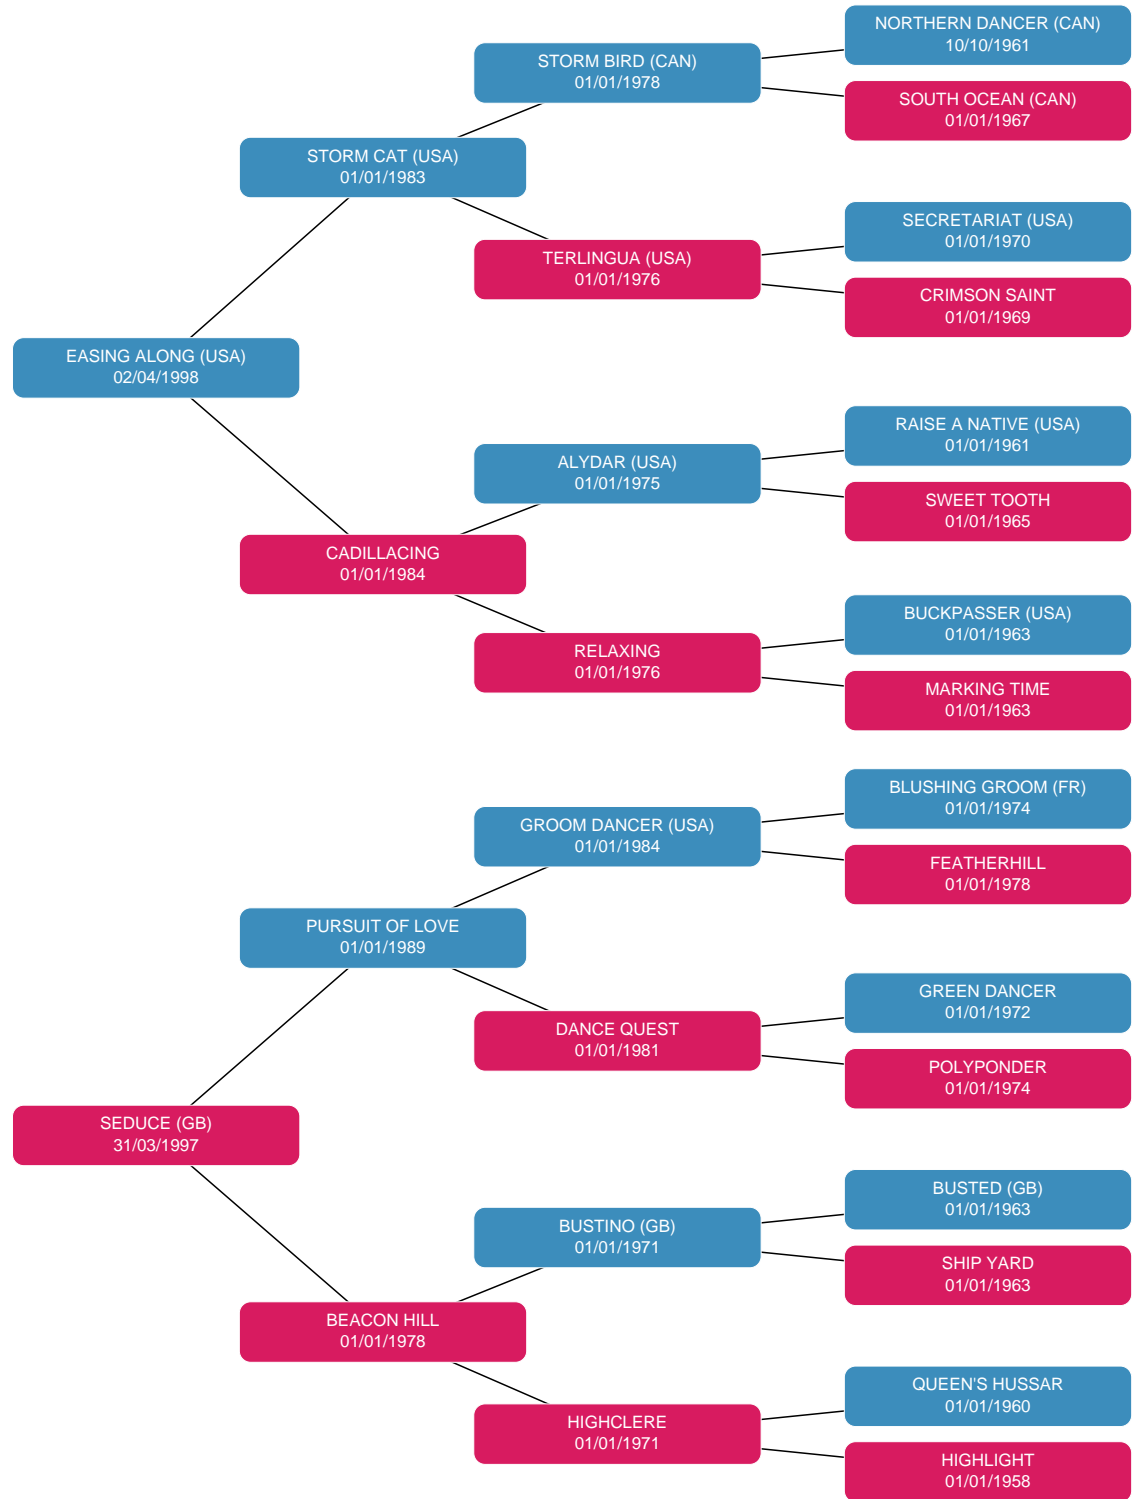 NORTHERN DANCER (CAN)
10/10/1961
STORM BIRD (CAN)
01/01/1978
SOUTH OCEAN (CAN)
01/01/1967
STORM CAT (USA)
01/01/1983
SECRETARIAT (USA)
01/01/1970
TERLINGUA (USA)
01/01/1976
CRIMSON SAINT
01/01/1969
EASING ALONG (USA)
02/04/1998
RAISE A NATIVE (USA)
01/01/1961
ALYDAR (USA)
01/01/1975
SWEET TOOTH
01/01/1965
CADILLACING
01/01/1984
BUCKPASSER (USA)
01/01/1963
RELAXING
01/01/1976
MARKING TIME
01/01/1963
BLUSHING GROOM (FR)
01/01/1974
GROOM DANCER (USA)
01/01/1984
FEATHERHILL
01/01/1978
PURSUIT OF LOVE
01/01/1989
GREEN DANCER
01/01/1972
DANCE QUEST
01/01/1981
POLYPONDER
01/01/1974
SEDUCE (GB)
31/03/1997
BUSTED (GB)
01/01/1963
BUSTINO (GB)
01/01/1971
SHIP YARD
01/01/1963
BEACON HILL
01/01/1978
QUEEN'S HUSSAR
01/01/1960
HIGHCLERE
01/01/1971
HIGHLIGHT
01/01/1958